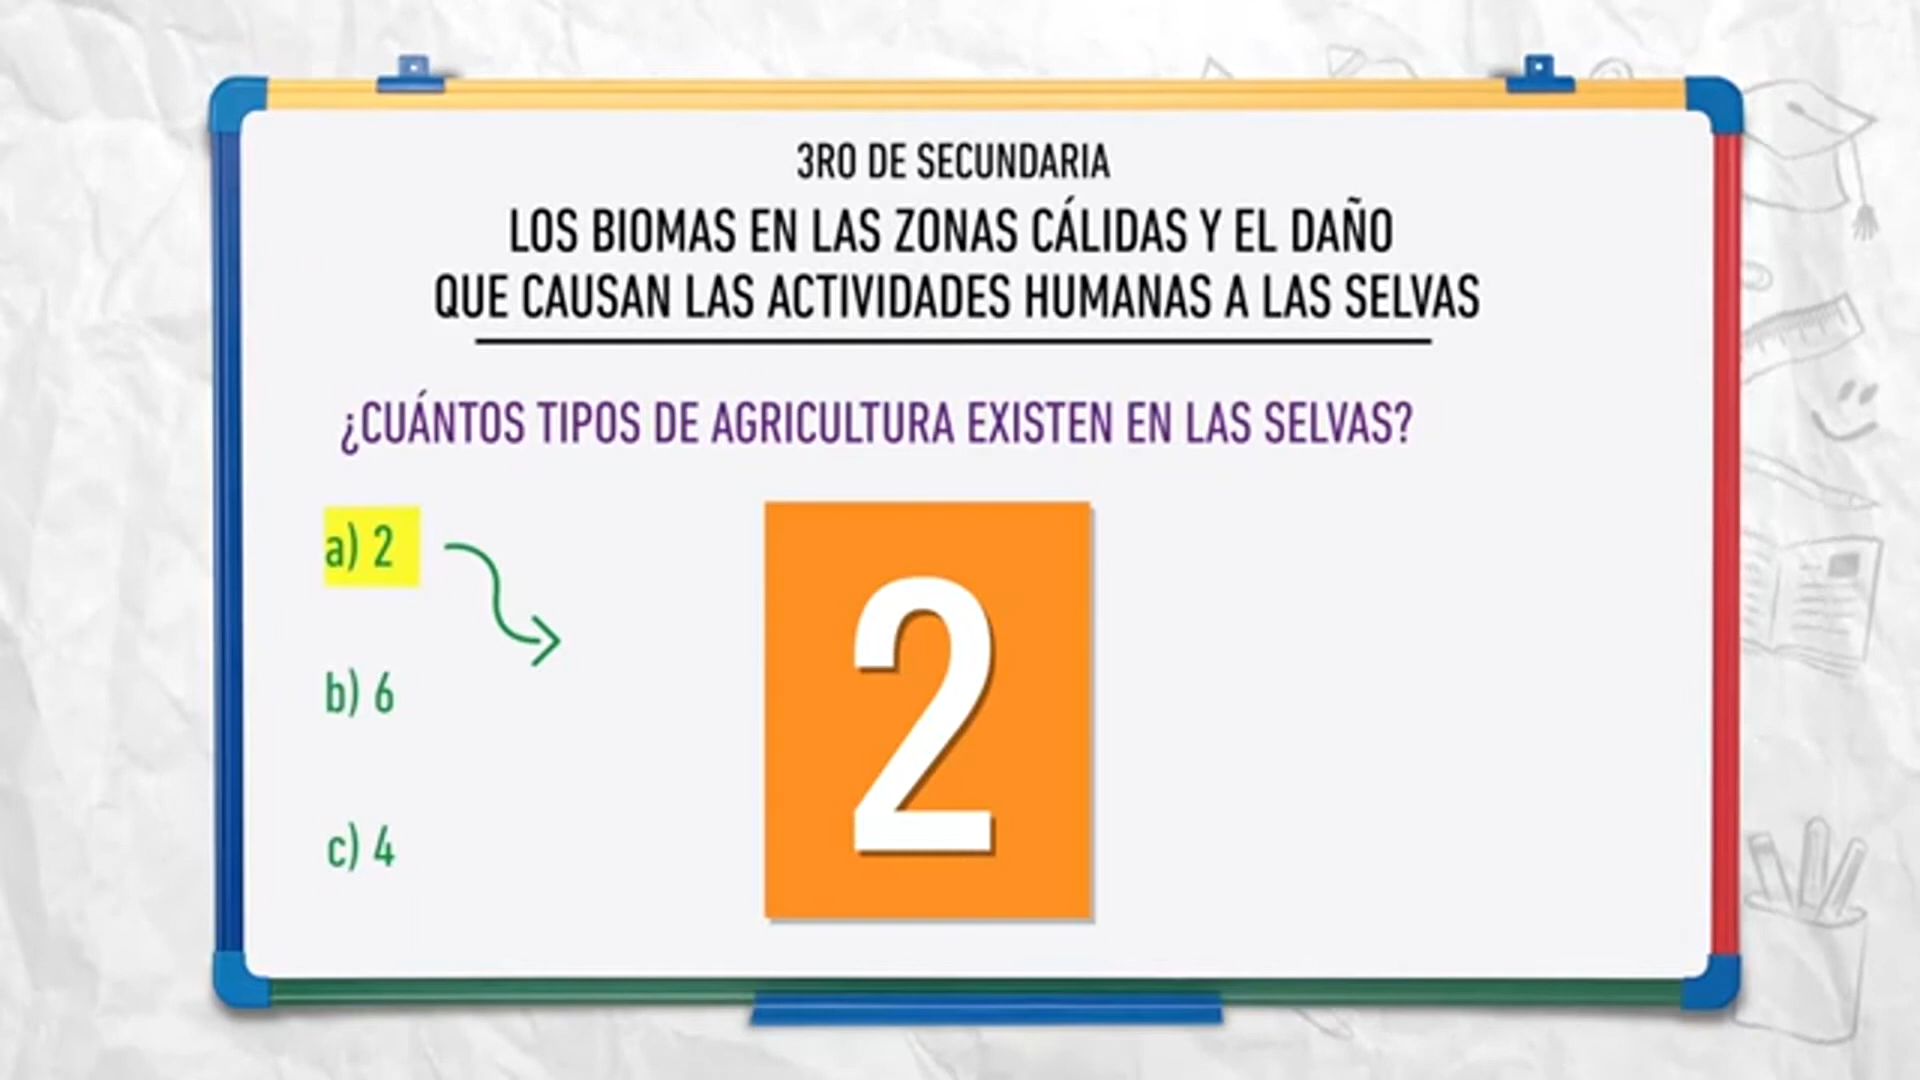 3RO DE SECUNDARIA
LOS BIOMAS EN LAS ZONAS CÁLIDAS Y EL DAÑO
QUE CAUSAN LAS ACTIVIDADES HUMANAS A LAS SELVAS
¿CUÁNTOS TIPOS DE AGRICULTURA EXISTEN EN LAS SELVAS?
a) 2
b) 6
c) 4
2